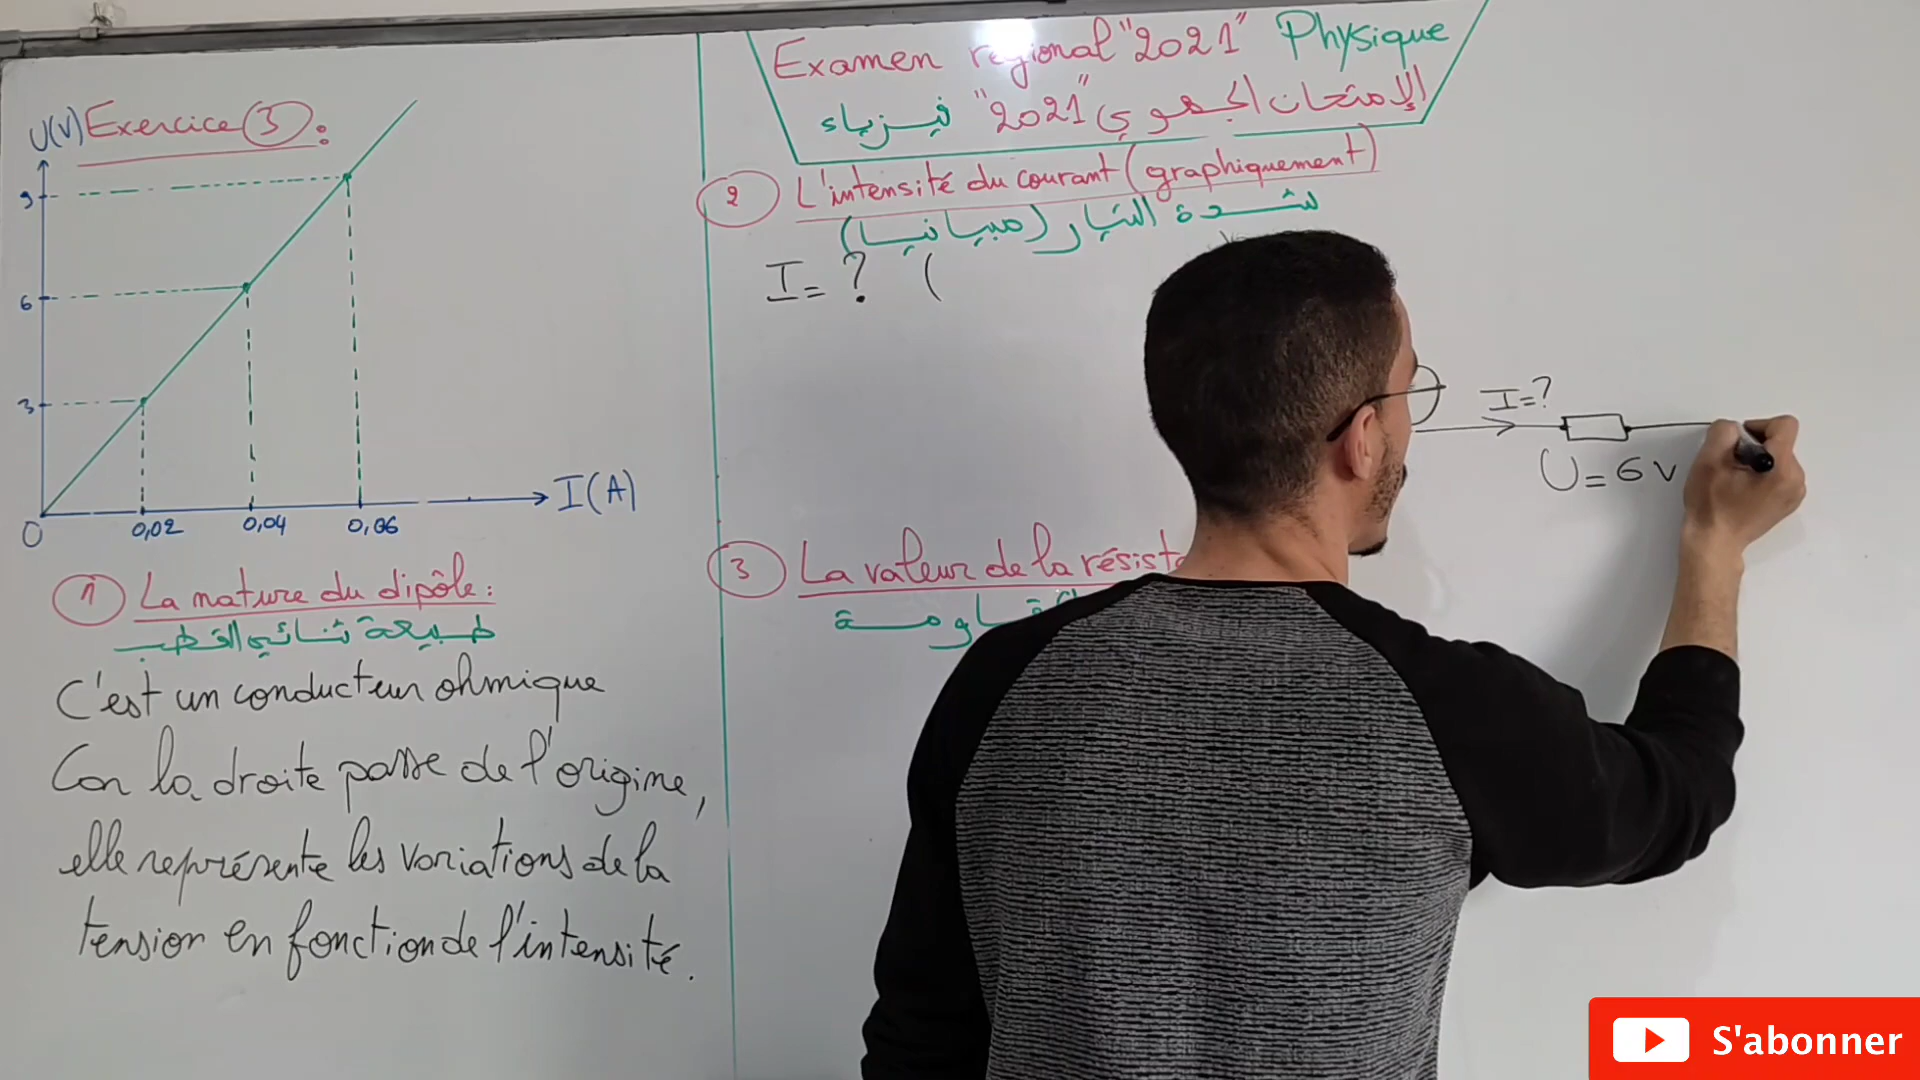 U(V) Exercice 3 :
9
6
3
0
0,02 0,04 0,06
I(A)
1 La nature du dipôle :
طبيعة ثنائي القطب
C'est un conducteur ohmique
Car la droite passe de l'origine,
elle représente les variations de la
tension en fonction de l'intensité.
Examen régional "2021" Physique
الإمتحان الجهوي "2021" فيزياء
2 L'intensité du courant (graphiquement)
شدة التيار (مبيانيا)
I = ? (
I = ?
U = 6 V
3 La valeur de la
S'abonner